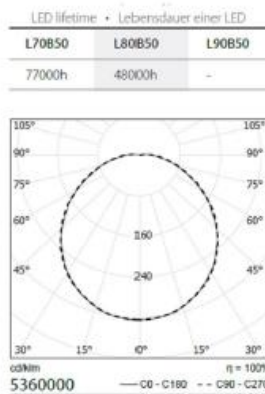 LED lifetime • Lebensdauer einer LED
L70B50 L80B50 L90B50
77000h 48000h -
105° 105°
90° 90°
75° 75°
160
60° 60°
240
45° 45°
30° 15° 0° 15° 30°
cd/klm η = 100%
5360000 C0 - C180 C90 - C270